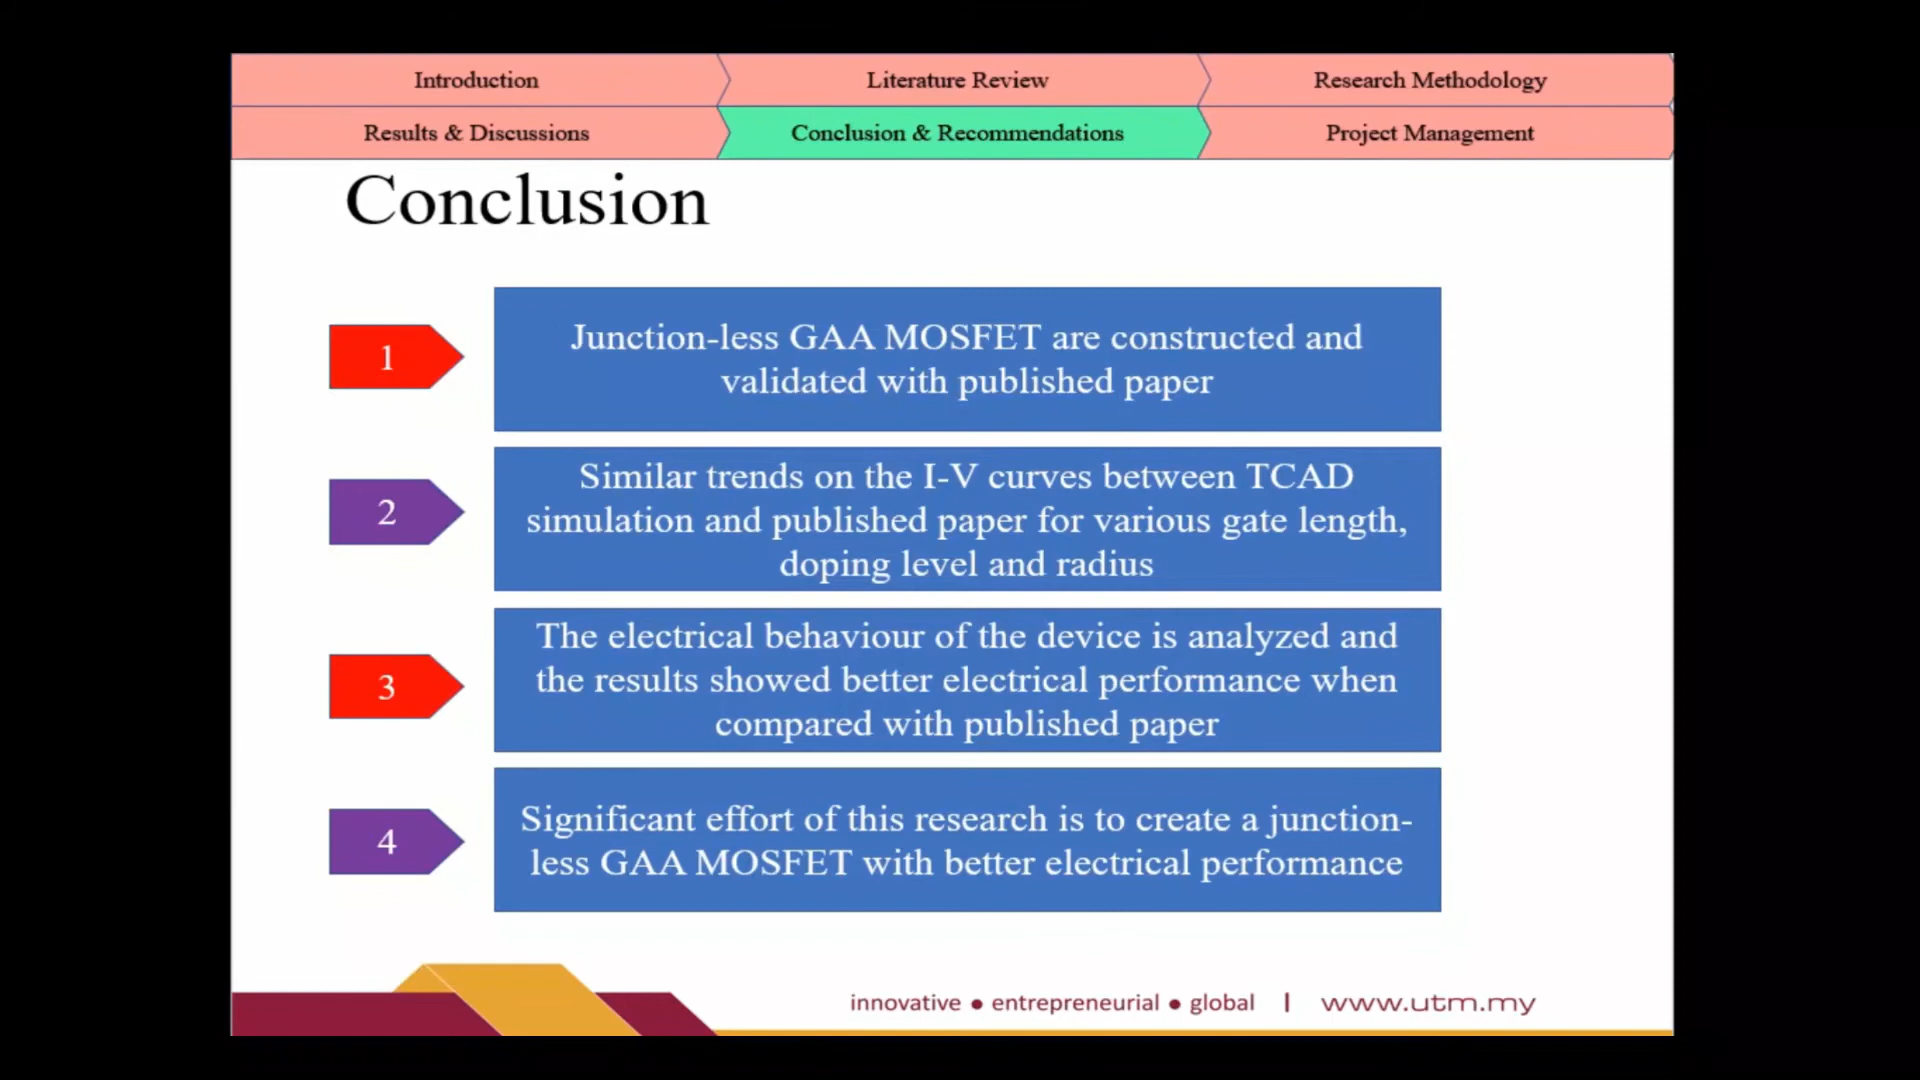 Introduction
Literature Review
Research Methodology
Results & Discussions
Conclusion & Recommendations
Project Management
Conclusion
1
Junction-less GAA MOSFET are constructed and
validated with published paper
2
Similar trends on the I-V curves between TCAD
simulation and published paper for various gate length,
doping level and radius
3
The electrical behaviour of the device is analyzed and
the results showed better electrical performance when
compared with published paper
4
Significant effort of this research is to create a junction-
less GAA MOSFET with better electrical performance
innovative ● entrepreneurial ● global | www.utm.my